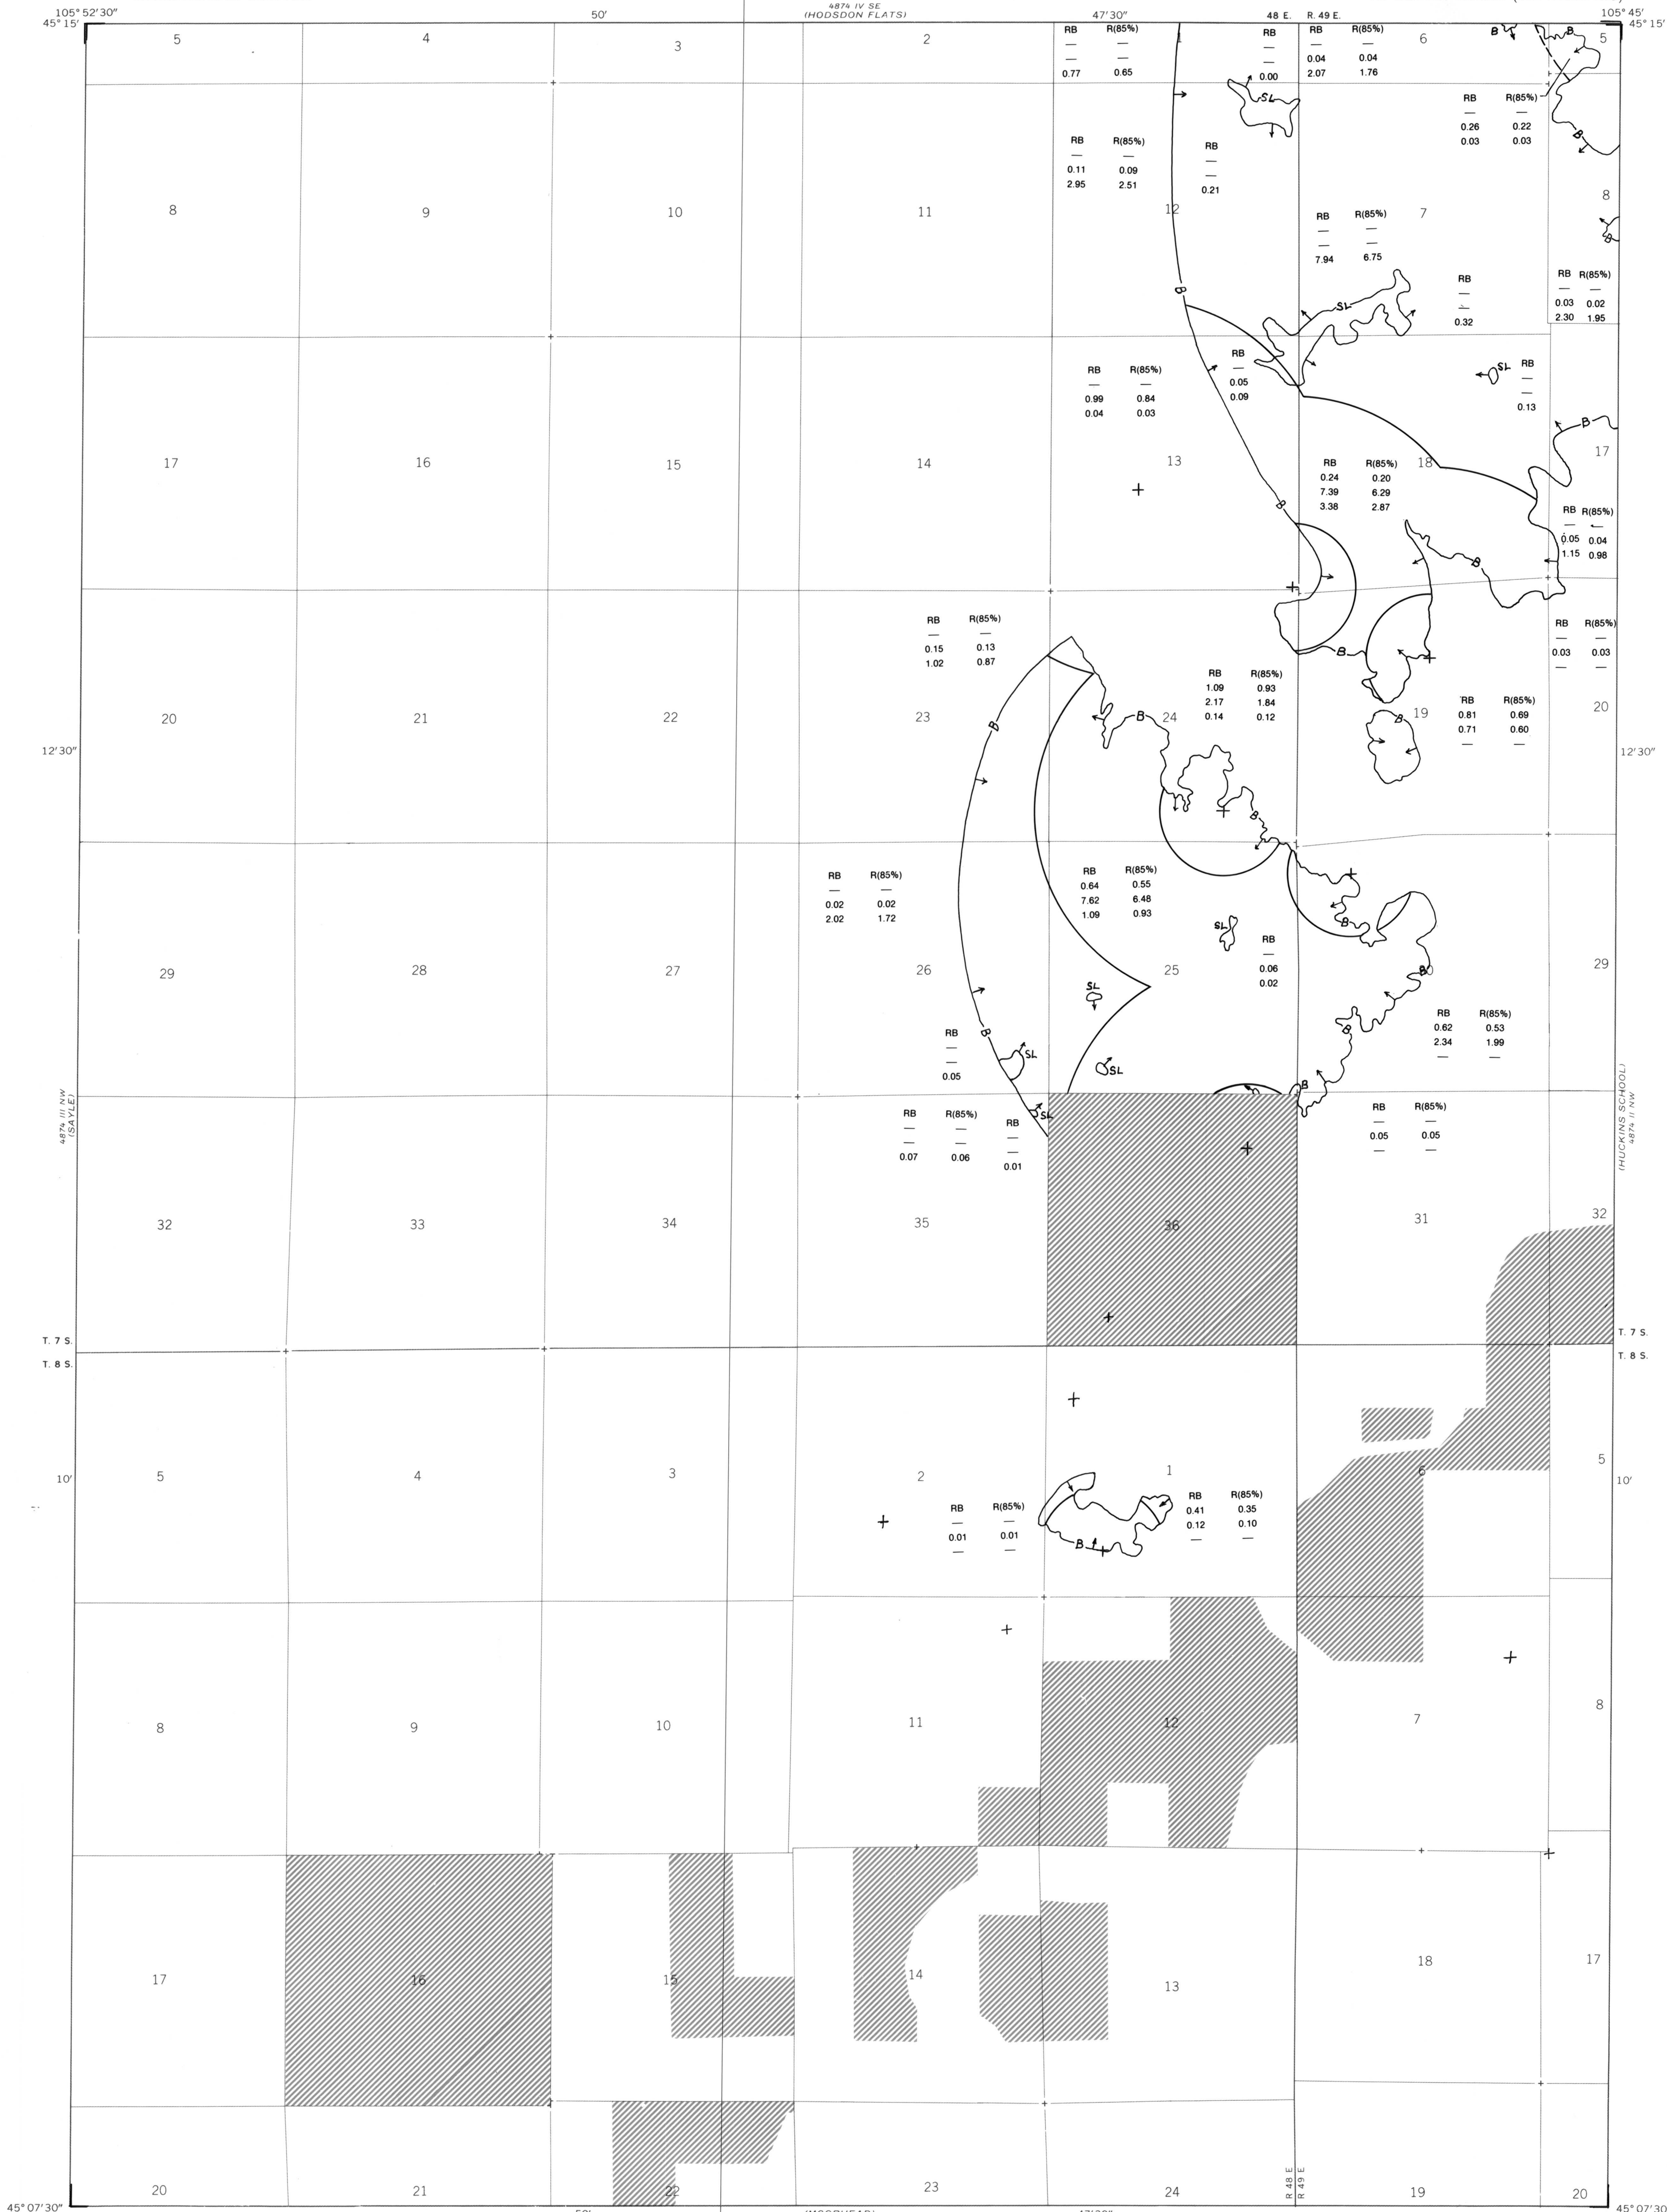 4874 IV SE
(HODSDON FLATS)
105° 52' 30" 50' 47'30" 48 E. R. 49 E. 105° 45'
45° 15' 45° 15'
5 4 3 2 1 6 5
RB R(85%) RB RB R(85%) B B
— — — — —
— — — 0.04 0.04
0.77 0.65 0.00 2.07 1.76
SL
RB R(85%)
— —
0.26 0.22
0.03 0.03
B
RB R(85%) RB
— — —
0.11 0.09 —
2.95 2.51 0.21
8 9 10 11 12 7 8
RB R(85%)
— —
— —
7.94 6.75
B
RB RB R(85%)
— — —
— 0.03 0.02
0.32 2.30 1.95
B SL
RB R(85%) RB SL RB
— — — —
0.99 0.84 0.05 —
0.04 0.03 0.09 0.13
B
17 16 15 14 13 18 17
RB R(85%)
0.24 0.20
7.39 6.29
3.38 2.87
B
RB R(85%)
— —
0.05 0.04
1.15 0.98
B
RB R(85%)
— —
0.15 0.13
1.02 0.87
RB R(85%)
— —
0.03 0.03
— —
B
RB R(85%)
1.09 0.93
2.17 1.84
0.14 0.12
RB R(85%)
0.81 0.69
0.71 0.60
— —
20 21 22 23 B B 24 B 19 20
12'30" 12'30"
B
RB R(85%)
— —
0.02 0.02
2.02 1.72
RB R(85%)
0.64 0.55
7.62 6.48
1.09 0.93
SL B
RB
—
0.06
0.02
29 28 27 26 25 29
SL
RB R(85%)
0.62 0.53
2.34 1.99
— —
B B
RB
—
—
0.05
SL SL
B
4874 III NW
(SAYLE)
(HUCKINS SCHOOL)
4874 II NW
RB R(85%) RB SL
— — —
— — —
0.07 0.06 0.01
RB R(85%)
— —
0.05 0.05
— —
32 33 34 35 36 31 32
T. 7 S. T. 7 S.
T. 8 S. T. 8 S.
5 4 3 2 1 6 5
10' 10'
RB R(85%)
— —
0.01 0.01
— —
B
RB R(85%)
0.41 0.35
0.12 0.10
— —
8 9 10 11 12 7 8
17 16 15 14 13 18 17
R 48 E
R 49 E
20 21 22 23 24 19 20
45° 07'30" 45° 07'30